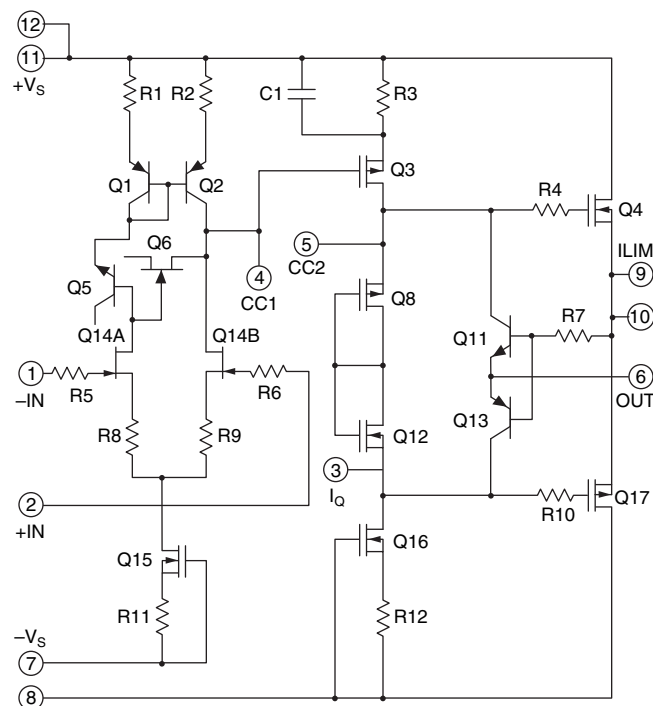 12
11
+VS
R1
R2
C1
R3
Q1
Q2
Q3
R4
Q4
Q6
5
CC2
ILIM
9
Q5
4
CC1
Q8
10
Q14A
Q14B
Q11
R7
1
–IN
R5
R6
6
OUT
Q13
R8
R9
Q12
3
IQ
2
+IN
R10
Q17
Q15
Q16
R11
R12
–VS
7
8